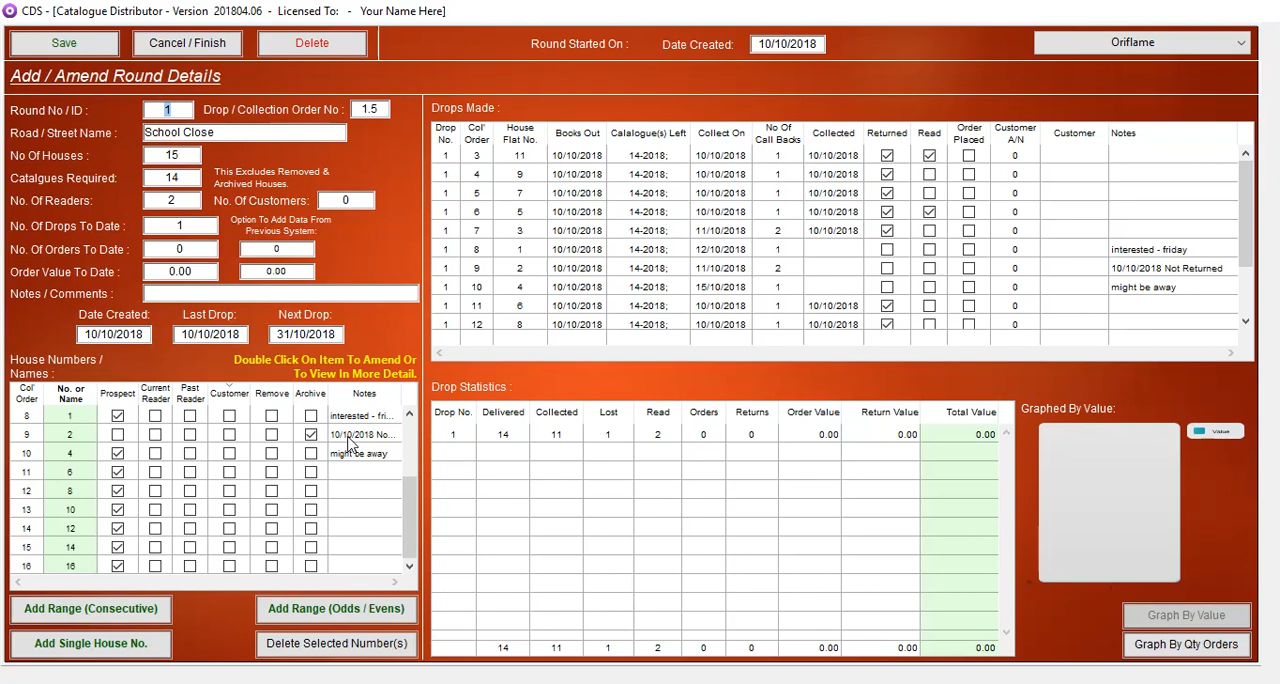 CDS - [Catalogue Distributor - Version 201804.06 - Licensed To: - Your Name Here]
Save
Cancel / Finish
Delete
Round Started On :
Date Created:
10/10/2018
Oriflame
Add / Amend Round Details
Round No / ID :
1
Drop / Collection Order No :
1.5
Road / Street Name :
School Close
No Of Houses :
15
Catalgues Required:
14
This Excludes Removed &
Archived Houses.
No. Of Readers:
2
No. Of Customers:
0
No. Of Drops To Date :
1
Option To Add Data From
Previous System:
No. Of Orders To Date :
0
0
Order Value To Date :
0.00
0.00
Notes / Comments :
Date Created:
Last Drop:
Next Drop:
10/10/2018
10/10/2018
31/10/2018
House Numbers /
Names :
Double Click On Item To Amend Or
To View In More Detail.
Col' Order
No. or Name
Prospect
Current Reader
Past Reader
Customer
Remove
Archive
Notes
8 1 interested - fri...
9 2 10/10/2018 No...
10 4 might be away
11 6
12 8
13 10
14 12
15 14
16 16
Add Range (Consecutive)
Add Range (Odds / Evens)
Add Single House No.
Delete Selected Number(s)
Drops Made :
Drop No.
Col' Order
House Flat No.
Books Out
Calalogue(s) Left
Collect On
No Of Call Backs
Collected
Returned
Read
Order Placed
Customer A/N
Customer
Notes
1 3 11 10/10/2018 14-2018; 10/10/2018 1 10/10/2018 0
1 4 9 10/10/2018 14-2018; 10/10/2018 1 10/10/2018 0
1 5 7 10/10/2018 14-2018; 10/10/2018 1 10/10/2018 0
1 6 5 10/10/2018 14-2018; 10/10/2018 1 10/10/2018 0
1 7 3 10/10/2018 14-2018; 11/10/2018 2 10/10/2018 0
1 8 1 10/10/2018 14-2018; 12/10/2018 1 0 interested - friday
1 9 2 10/10/2018 14-2018; 11/10/2018 2 0 10/10/2018 Not Returned
1 10 4 10/10/2018 14-2018; 15/10/2018 1 0 might be away
1 11 6 10/10/2018 14-2018; 10/10/2018 1 10/10/2018 0
1 12 8 10/10/2018 14-2018; 10/10/2018 1 10/10/2018 0
Drop Statistics :
Drop No. Delivered Collected Lost Read Orders Returns Order Value Return Value Total Value
1 14 11 1 2 0 0 0.00 0.00 0.00
14 11 1 2 0 0 0.00 0.00 0.00
Graphed By Value:
Value
Graph By Value
Graph By Qty Orders